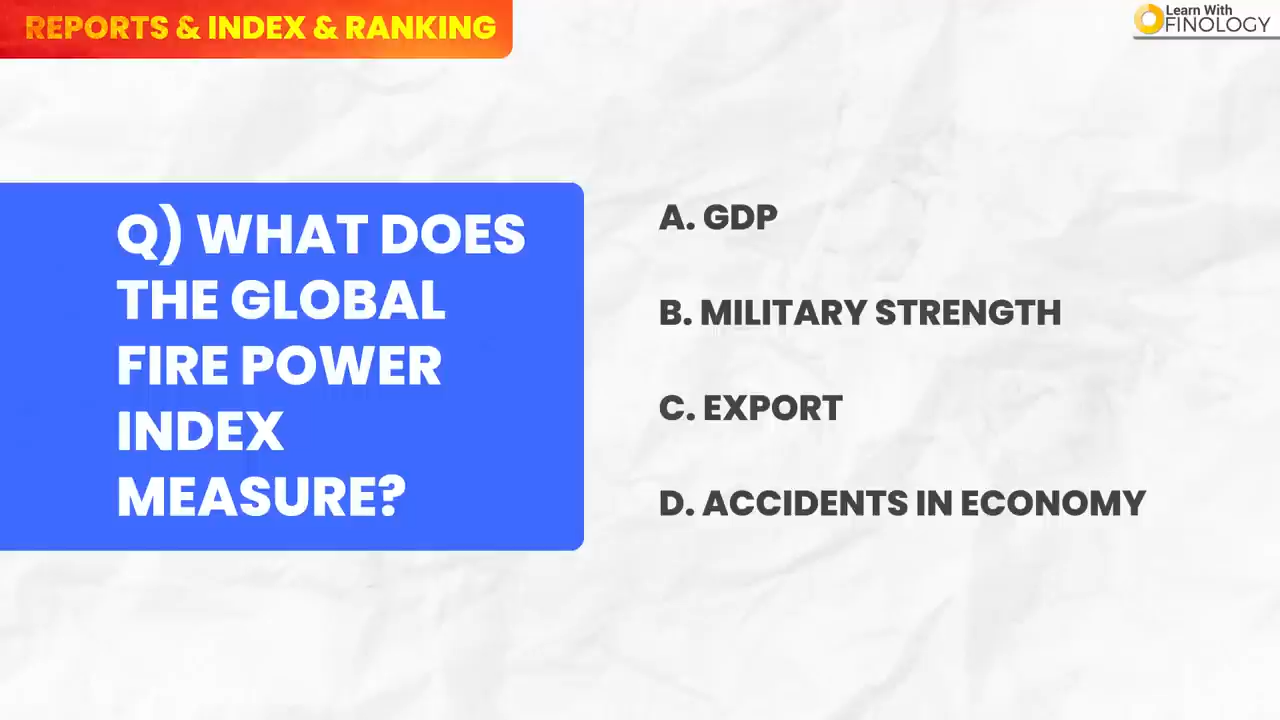 REPORTS & INDEX & RANKING
Learn With
FINOLOGY
Q) WHAT DOES
THE GLOBAL
FIRE POWER
INDEX
MEASURE?
A. GDP
B. MILITARY STRENGTH
C. EXPORT
D. ACCIDENTS IN ECONOMY